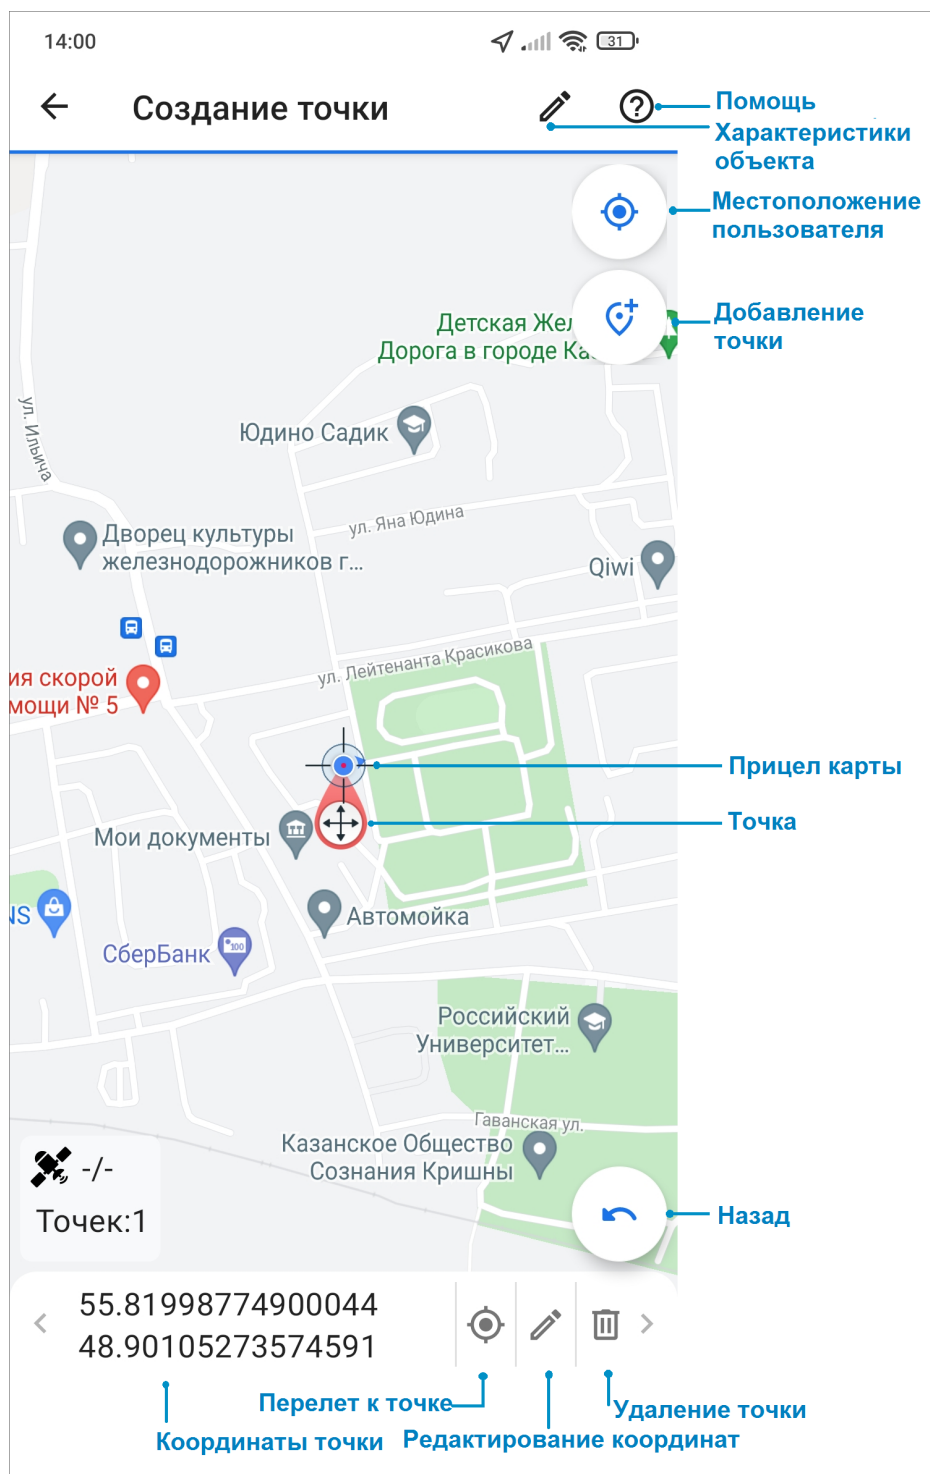 14:00
31
Создание точки
Помощь
Характеристики
объекта
Местоположение
пользователя
Добавление
точки
Детская Жел
Дорога в городе Ка
ул. Ильича
Юдино Садик
ул. Яна Юдина
Дворец культуры
железнодорожников г...
Qiwi
ул. Лейтенанта Красикова
ия скорой
мощи № 5
Прицел карты
Точка
Мои документы
NS
Автомойка
СберБанк
100
Российский
Университет...
Гаванская ул.
Казанское Общество
Сознания Кришны
-/-
Точек:1
Назад
55.81998774900044
48.90105273574591
Перелет к точке
Удаление точки
Координаты точки
Редактирование координат